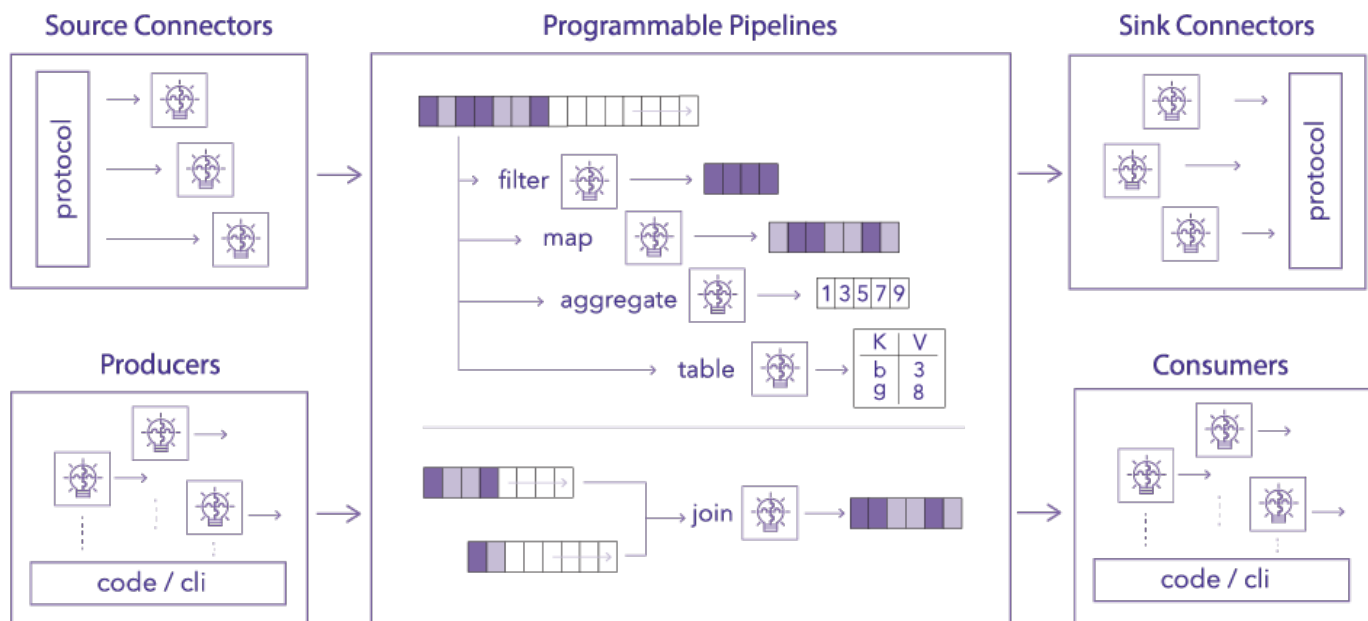 Source Connectors
Programmable Pipelines
Sink Connectors
protocol
filter
map
aggregate
1 3 5 7 9
table
K V
b 3
g 8
protocol
Producers
code / cli
join
Consumers
code / cli